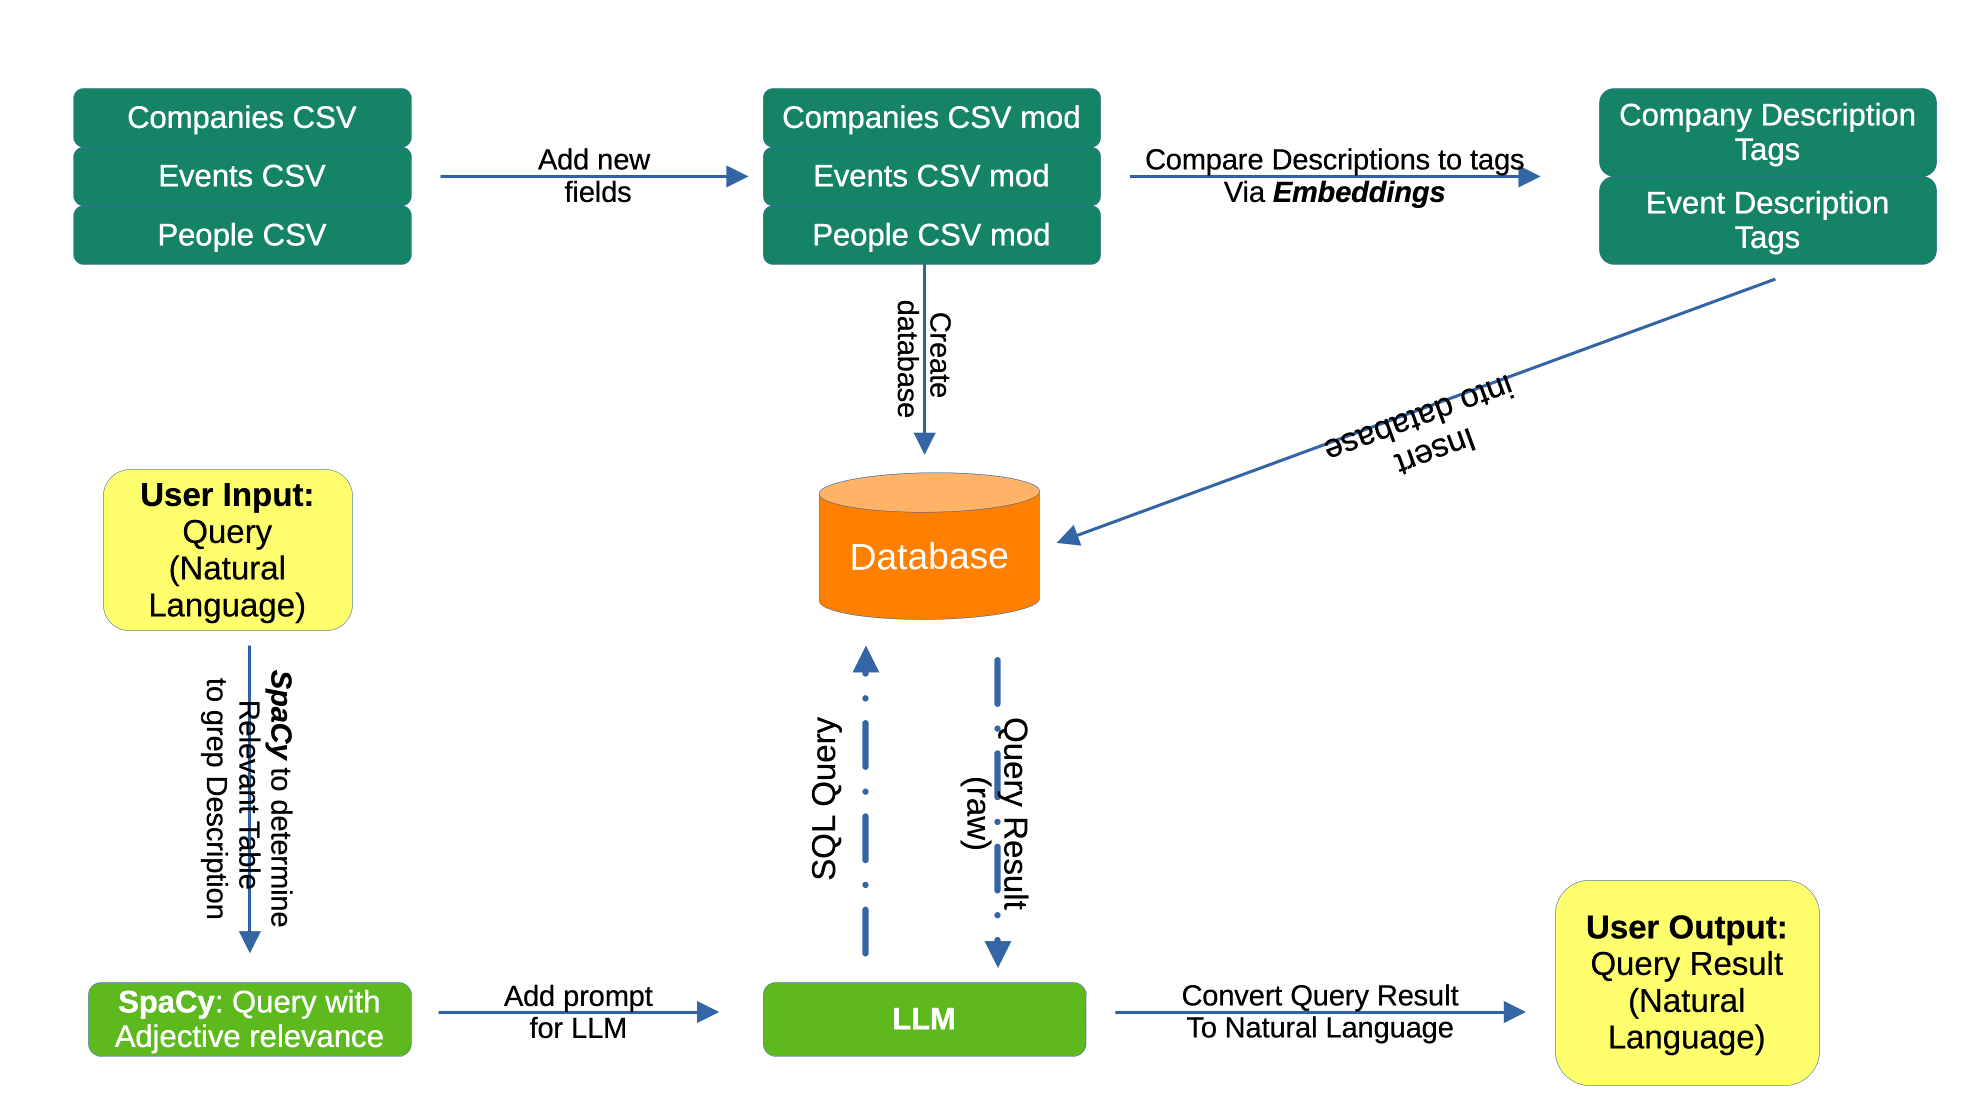 Companies CSV
Events CSV
People CSV
Add new
fields
Companies CSV mod
Events CSV mod
People CSV mod
Compare Descriptions to tags
Via Embeddings
Company Description
Tags
Event Description
Tags
Create
database
Insert
into database
User Input:
Query
(Natural
Language)
Database
SpaCy to determine
Relevant Table
to grep Description
SQL Query
Query Result
(raw)
SpaCy: Query with
Adjective relevance
Add prompt
for LLM
LLM
Convert Query Result
To Natural Language
User Output:
Query Result
(Natural
Language)